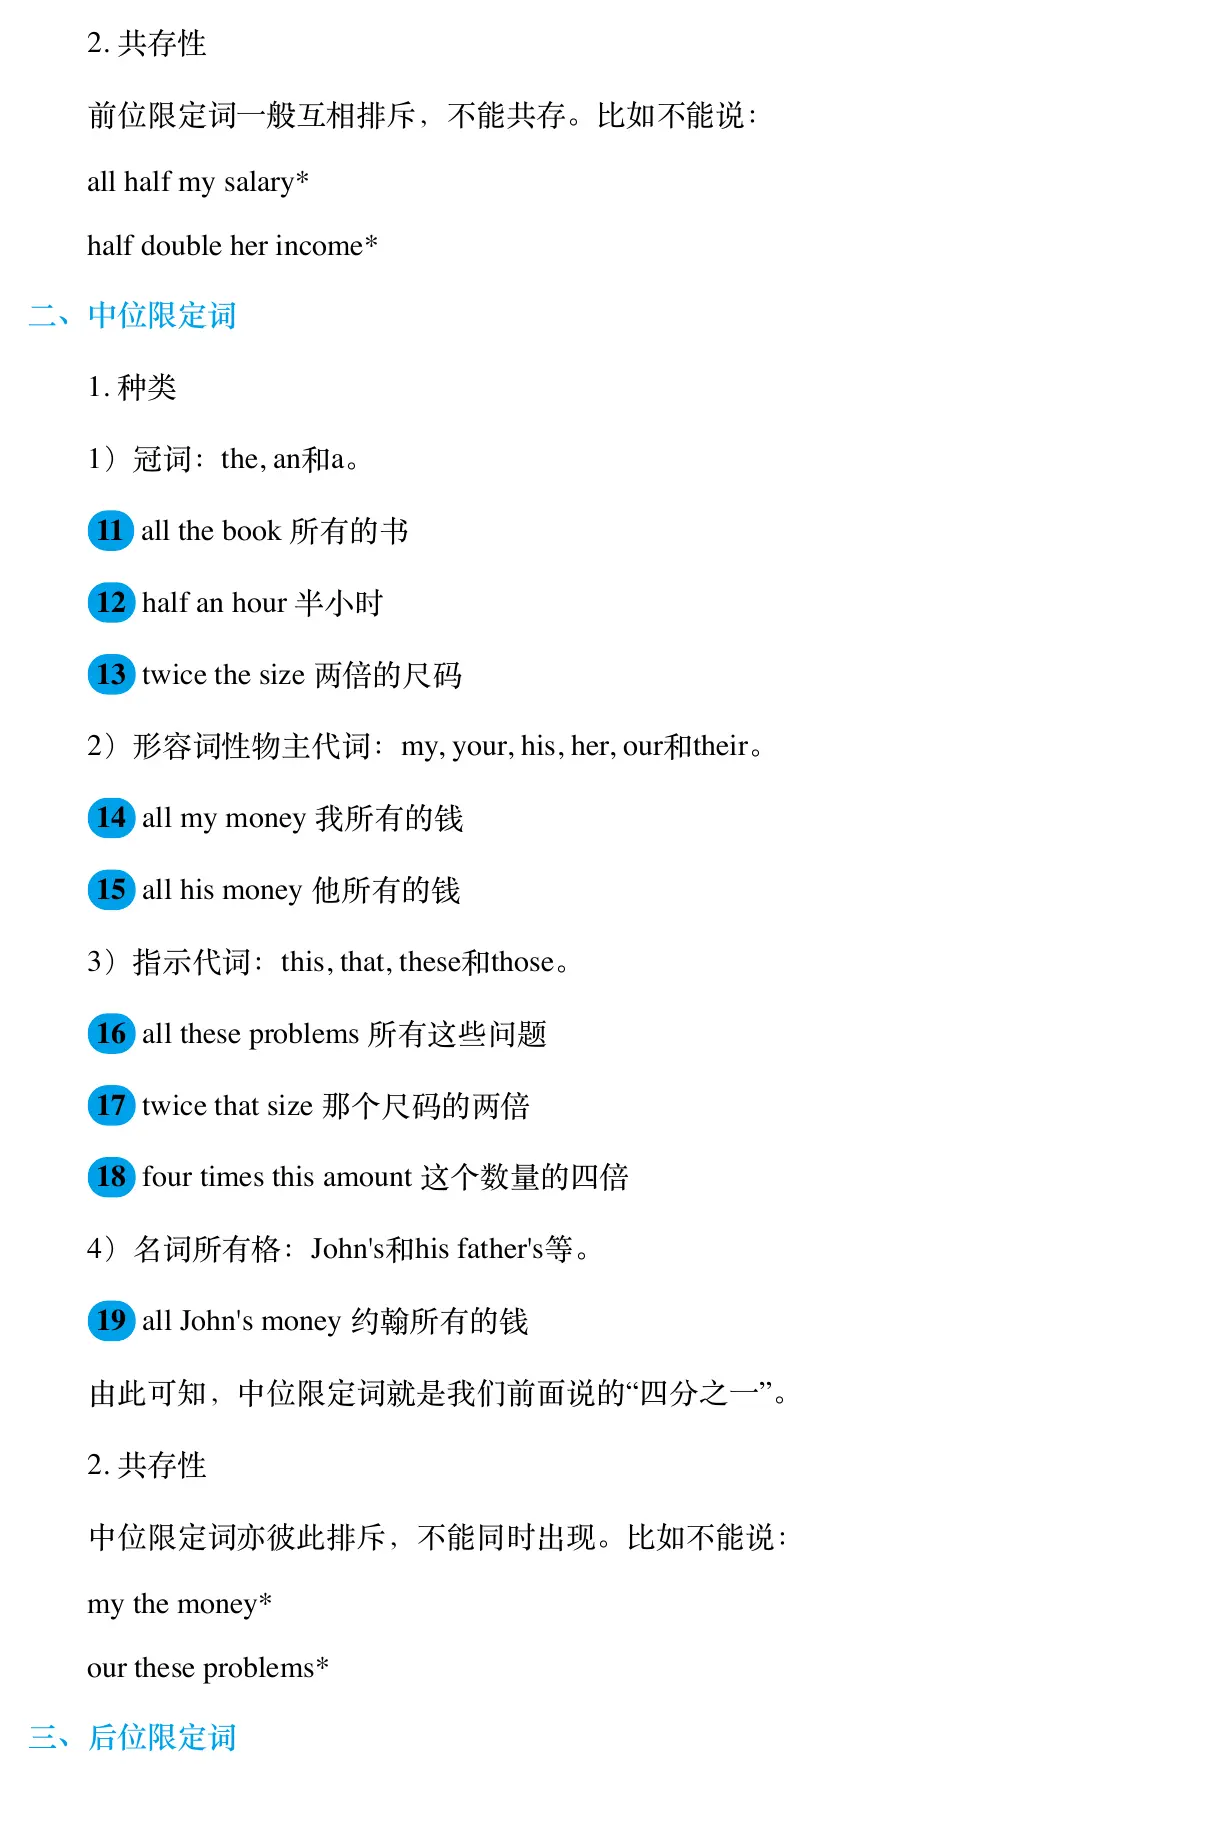 2. 共存性
前位限定词一般互相排斥，不能共存。比如不能说：
all half my salary*
half double her income*
二、中位限定词
1. 种类
1）冠词：the, an和a。
11 all the book 所有的书
12 half an hour 半小时
13 twice the size 两倍的尺码
2）形容词性物主代词：my, your, his, her, our和their。
14 all my money 我所有的钱
15 all his money 他所有的钱
3）指示代词：this, that, these和those。
16 all these problems 所有这些问题
17 twice that size 那个尺码的两倍
18 four times this amount 这个数量的四倍
4）名词所有格：John's和his father's等。
19 all John's money 约翰所有的钱
由此可知，中位限定词就是我们前面说的“四分之一”。
2. 共存性
中位限定词亦彼此排斥，不能同时出现。比如不能说：
my the money*
our these problems*
三、后位限定词